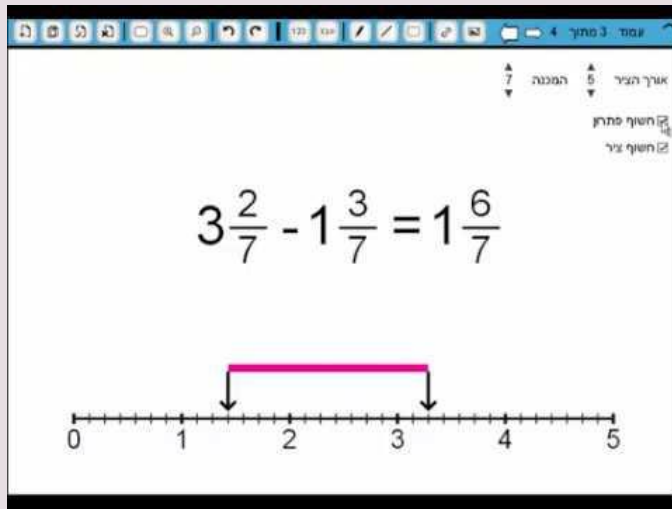 עמוד 3 מתוך 4
אורך הציר 5 המכנה 7
חשוף פתרון
חשוף ציר
3 2/7 - 1 3/7 = 1 6/7
0 1 2 3 4 5